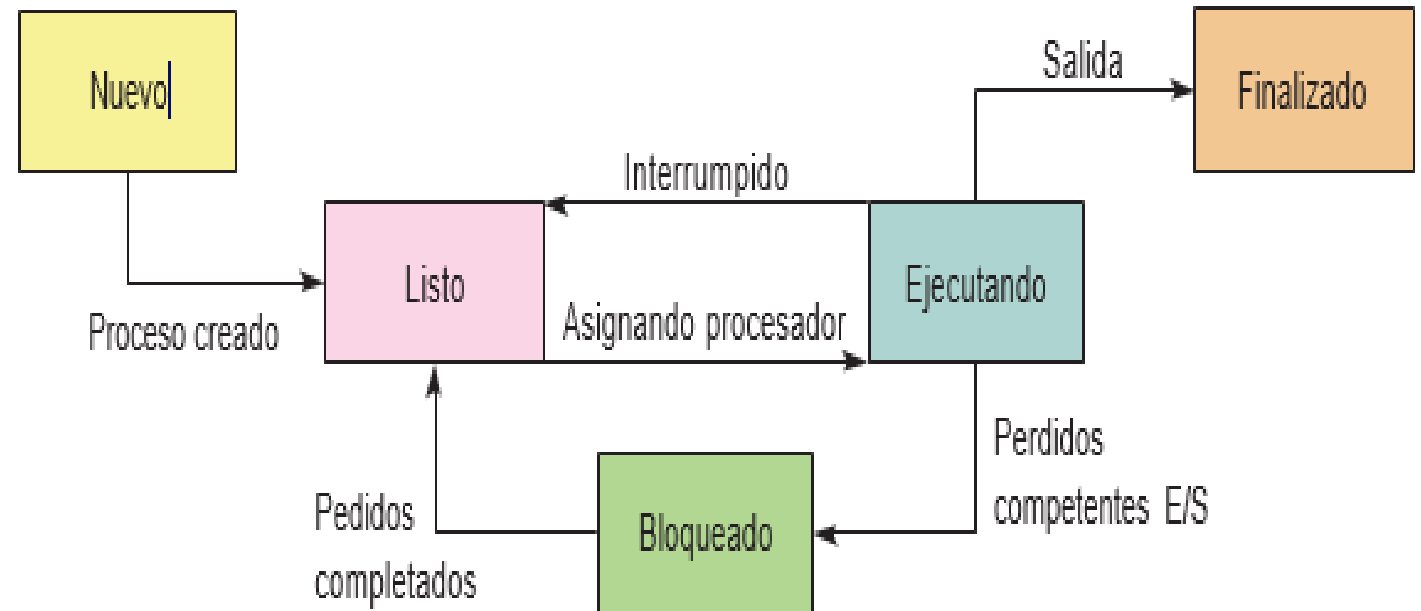 Nuevo
Salida
Finalizado
Interrumpido
Listo
Ejecutando
Proceso creado
Asignando procesador
Perdidos
competentes E/S
Pedidos
completados
Bloqueado